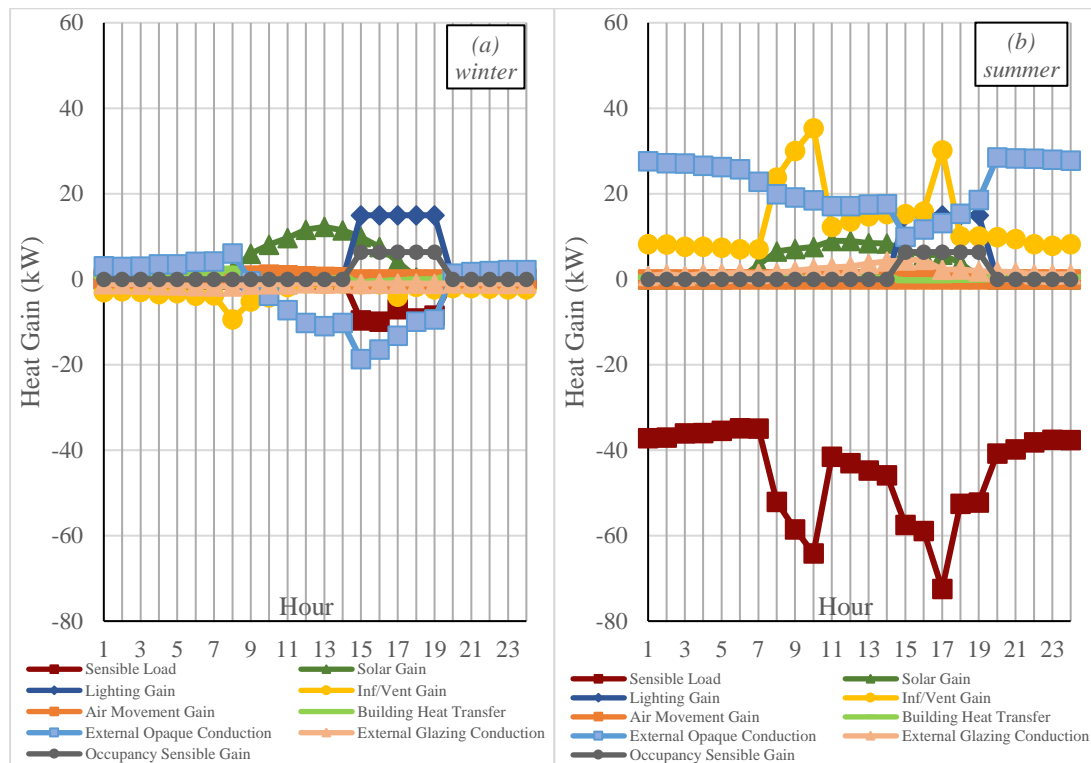 (a)
winter
60
40
20
0
-20
-40
-60
-80
Heat Gain (kW)
Hour
1 3 5 7 9 11 13 15 17 19 21 23
Sensible Load Solar Gain
Lighting Gain Inf/Vent Gain
Air Movement Gain Building Heat Transfer
External Opaque Conduction External Glazing Conduction
Occupancy Sensible Gain
(b)
summer
60
40
20
0
-20
-40
-60
-80
Heat Gain (kW)
Hour
1 3 5 7 9 11 13 15 17 19 21 23
Sensible Load Solar Gain
Lighting Gain Inf/Vent Gain
Air Movement Gain Building Heat Transfer
External Opaque Conduction External Glazing Conduction
Occupancy Sensible Gain